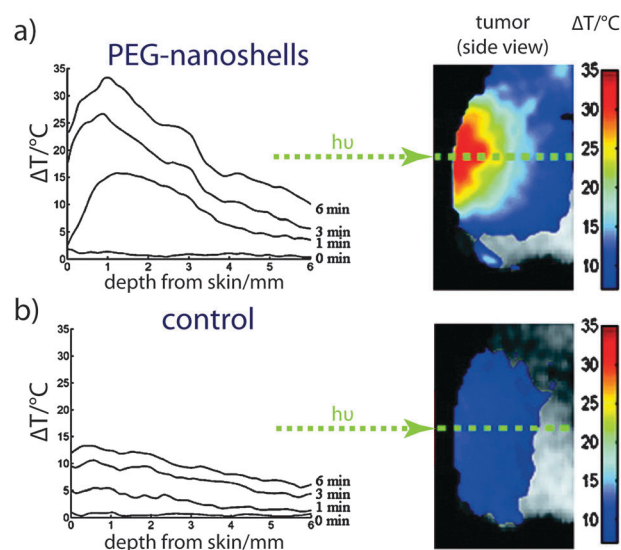 a)
PEG-nanoshells
tumor
(side view)
ΔT/°C
ΔT/°C
35
30
25
20
15
10
5
0
0 1 2 3 4 5 6
depth from skin/mm
6 min
3 min
1 min
0 min
hυ
35
30
25
20
15
10
b)
control
ΔT/°C
35
30
25
20
15
10
5
0
0 1 2 3 4 5 6
depth from skin/mm
6 min
3 min
1 min
0 min
hυ
35
30
25
20
15
10